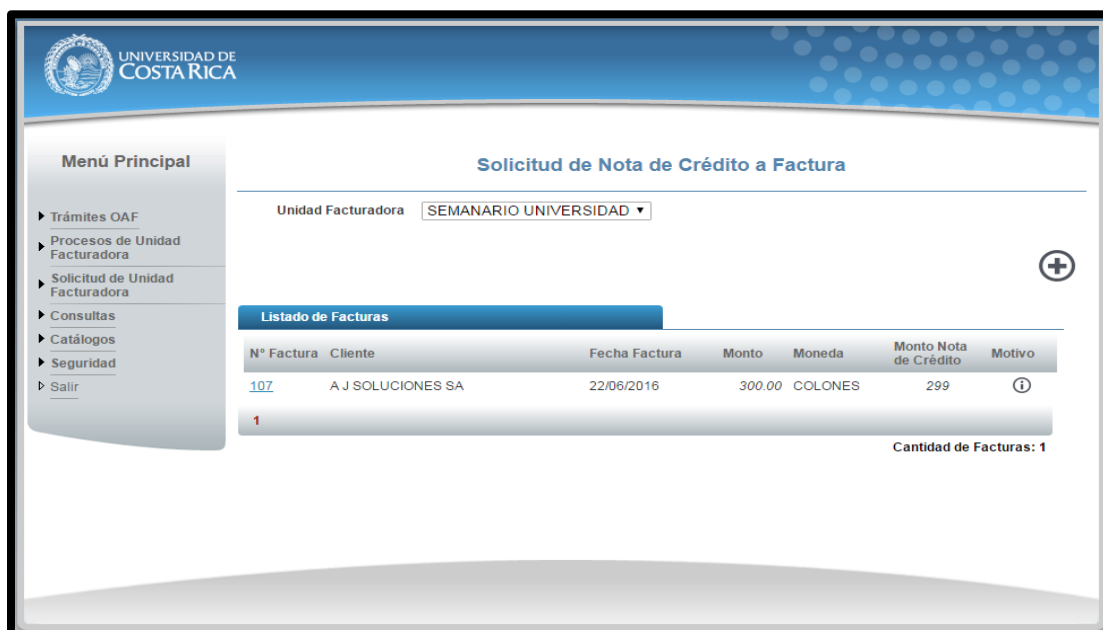 UNIVERSIDAD DE
COSTA RICA
Menú Principal
Trámites OAF
Procesos de Unidad
Facturadora
Solicitud de Unidad
Facturadora
Consultas
Catálogos
Seguridad
Salir
Solicitud de Nota de Crédito a Factura
Unidad Facturadora SEMANARIO UNIVERSIDAD
Listado de Facturas
N° Factura Cliente Fecha Factura Monto Moneda Monto Nota de Crédito Motivo
107 A J SOLUCIONES SA 22/06/2016 300.00 COLONES 299
1
Cantidad de Facturas: 1